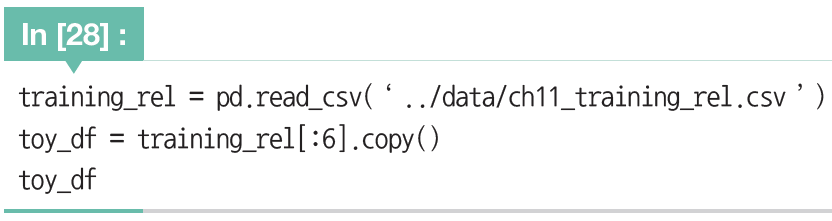 In [28] :
training_rel = pd.read_csv( ‘ ../data/ch11_training_rel.csv ’ )
toy_df = training_rel[:6].copy()
toy_df